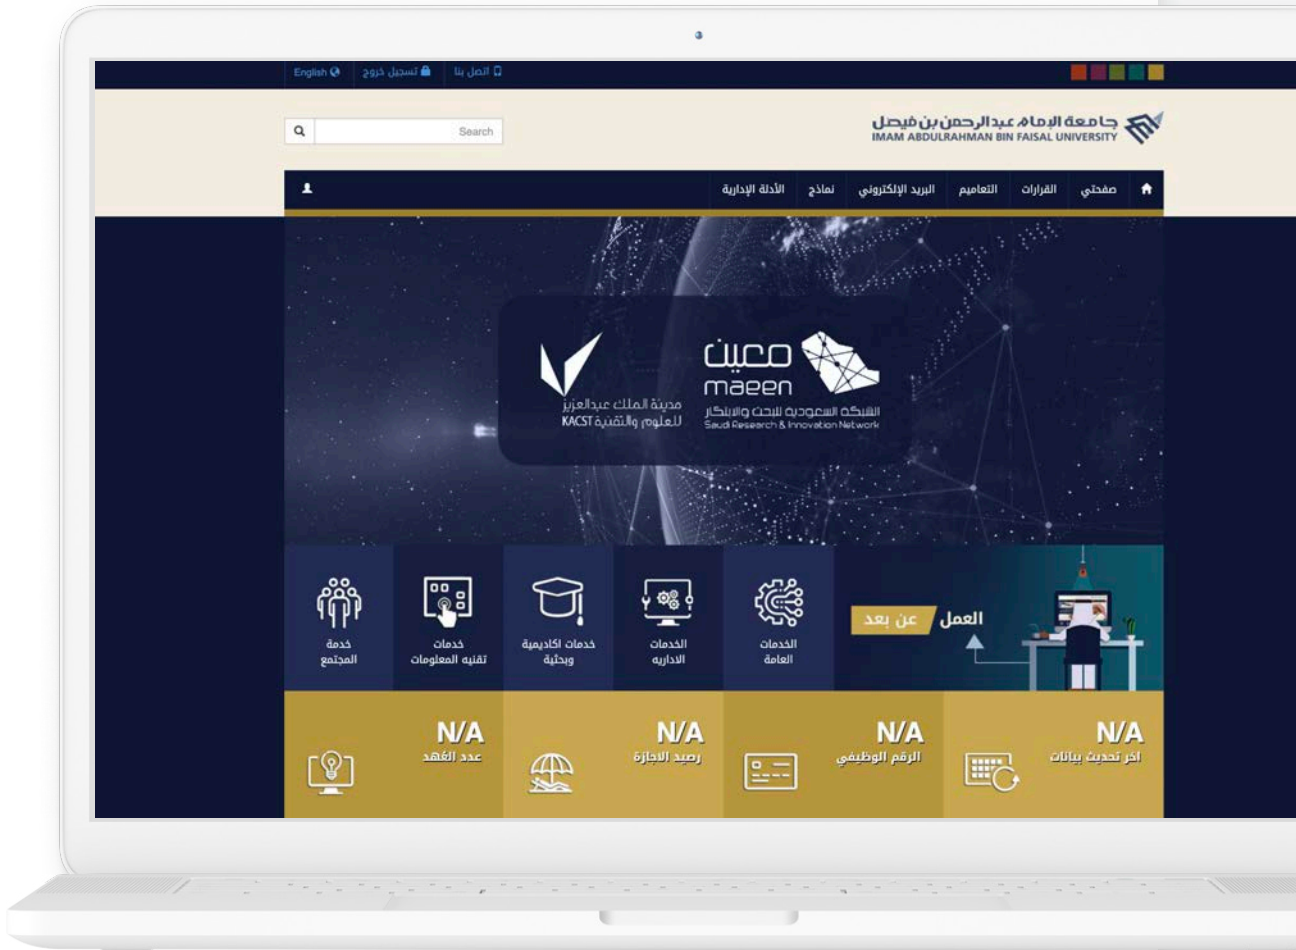 اتصل بنا
تسجيل خروج
English
جامعة الإمام عبدالرحمن بن فيصل
IMAM ABDULRAHMAN BIN FAISAL UNIVERSITY
Search
صفحتي
القرارات
التعاميم
البريد الإلكتروني
نماذج
الأدلة الإدارية
معين
maeen
الشبكة السعودية للبحث والابتكار
Saudi Research & Innovation Network
مدينة الملك عبدالعزيز
للعلوم والتقنية KACST
العمل عن بعد
الخدمات
العامة
الخدمات
الاداريه
خدمات اكاديمية
وبحثية
خدمات
تقنيه المعلومات
خدمة
المجتمع
N/A
اخر تحديث بيانات
N/A
الرقم الوظيفي
N/A
رصيد الاجازة
N/A
عدد العُهد